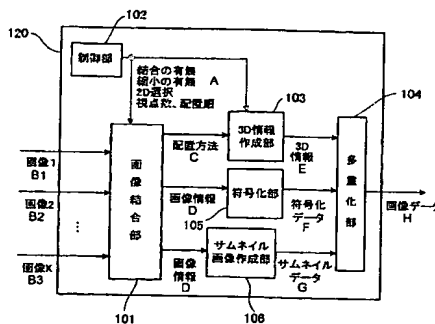 120
102
制御部
結合の有無
縮小の有無
2D選択
視点数、配置順
A
103
3D情報
作成部
104
画像1
B1
画像2
B2
⋮
画像K
B3
画像結合部
101
配置方法
C
画像情報
D
105
符号化部
画像情報
D
サムネイル
画像作成部
106
3D
情報
E
符号化
データ
F
サムネイル
データ
G
多重化部
画像データ
H